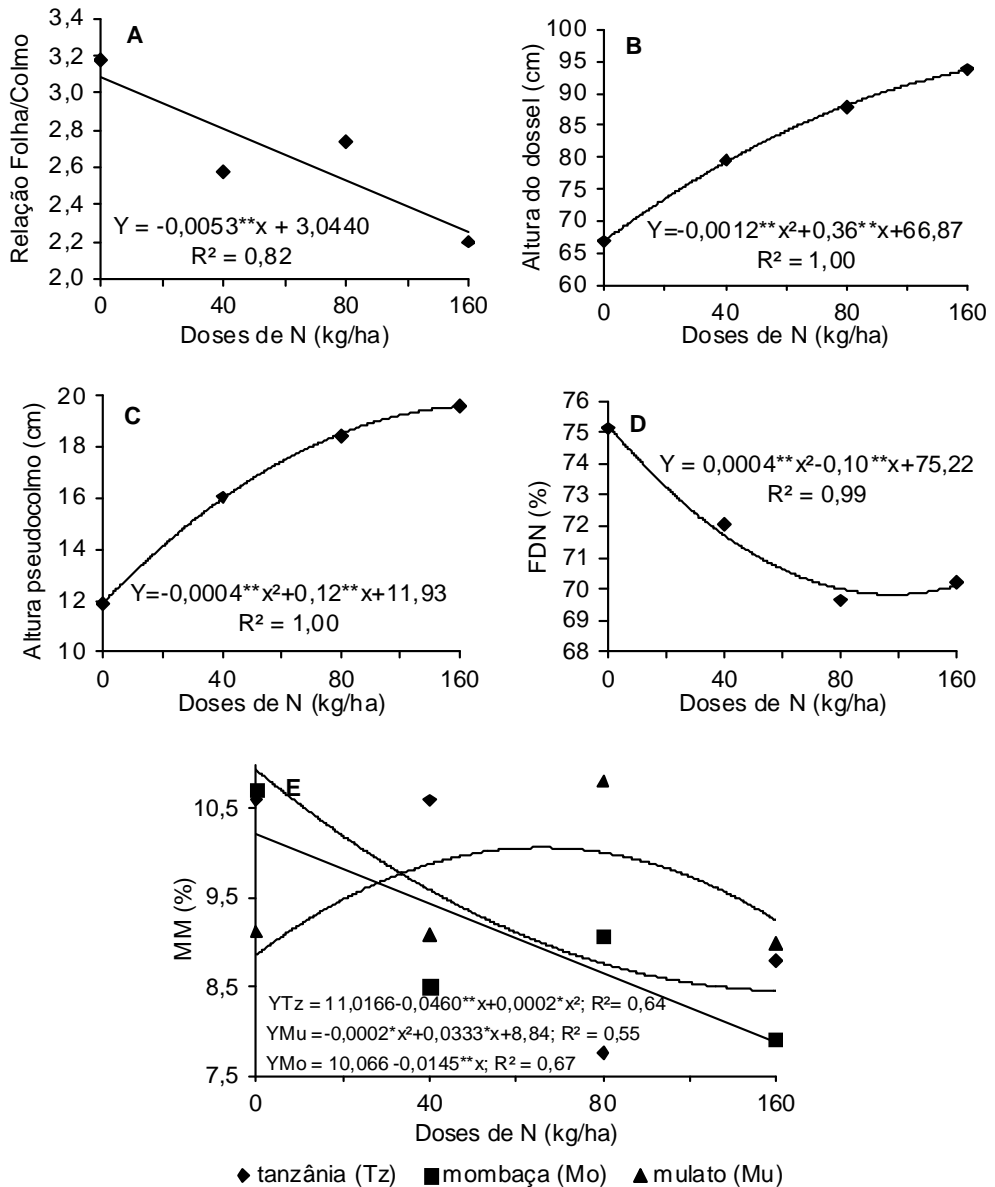 A
Relação Folha/Colmo
3,4
3,2
3,0
2,8
2,6
2,4
2,2
2,0
Y = -0,0053**x + 3,0440
R² = 0,82
0 40 80 160
Doses de N (kg/ha)
B
Altura do dossel (cm)
100
95
90
85
80
75
70
65
60
Y=-0,0012**x²+0,36**x+66,87
R² = 1,00
0 40 80 160
Doses de N (kg/ha)
C
Altura pseudocolmo (cm)
20
18
16
14
12
10
Y=-0,0004**x²+0,12**x+11,93
R² = 1,00
0 40 80 160
Doses de N (kg/ha)
D
FDN (%)
76
75
74
73
72
71
70
69
68
Y = 0,0004**x²-0,10**x+75,22
R² = 0,99
0 40 80 160
Doses de N (kg/ha)
E
MM (%)
10,5
9,5
8,5
7,5
YTz = 11,0166-0,0460**x+0,0002*x²; R²= 0,64
YMu =-0,0002*x²+0,0333*x+8,84; R² = 0,55
YMo = 10,066 -0,0145**x; R² = 0,67
0 40 80 160
Doses de N (kg/ha)
tanzânia (Tz) mombaça (Mo) mulato (Mu)